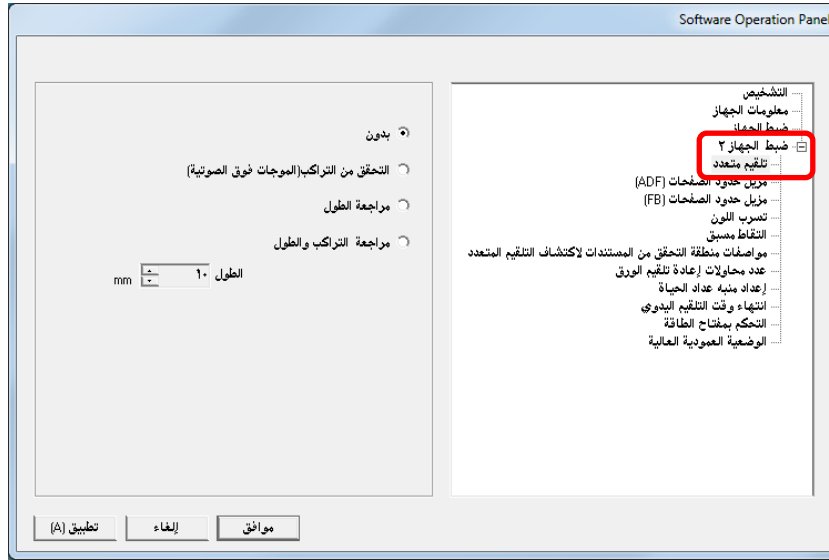 Software Operation Panel
التشخيص
معلومات الجهاز
ضبط الجهاز
ضبط الجهاز ٢
تلقيم متعدد
مزيل حدود الصفحات (ADF)
مزيل حدود الصفحات (FB)
تسرب اللون
التقاط مسبق
مواصفات منطقة التحقق من المستندات لاكتشاف التلقيم المتعدد
عدد محاولات إعادة تلقيم الورق
إعداد منبه عداد الحياة
انتهاء وقت التلقيم اليدوي
التحكم بمفتاح الطاقة
الوضعية العمودية العالية
بدون
التحقق من التراكب(الموجات فوق الصوتية)
مراجعة الطول
مراجعة التراكب والطول
الطول ١٠ mm
موافق
إلغاء
تطبيق (A)